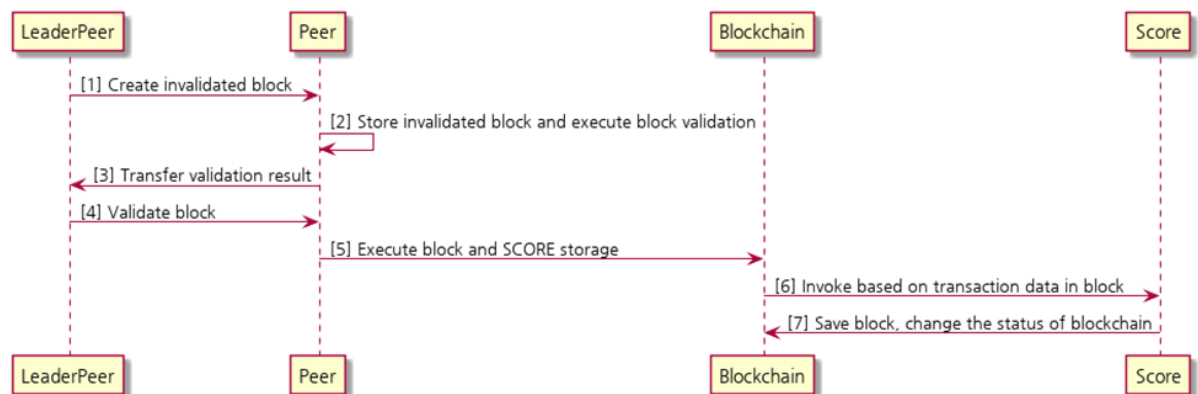 LeaderPeer Peer Blockchain Score
[1] Create invalidated block
[2] Store invalidated block and execute block validation
[3] Transfer validation result
[4] Validate block
[5] Execute block and SCORE storage
[6] Invoke based on transaction data in block
[7] Save block, change the status of blockchain
LeaderPeer Peer Blockchain Score